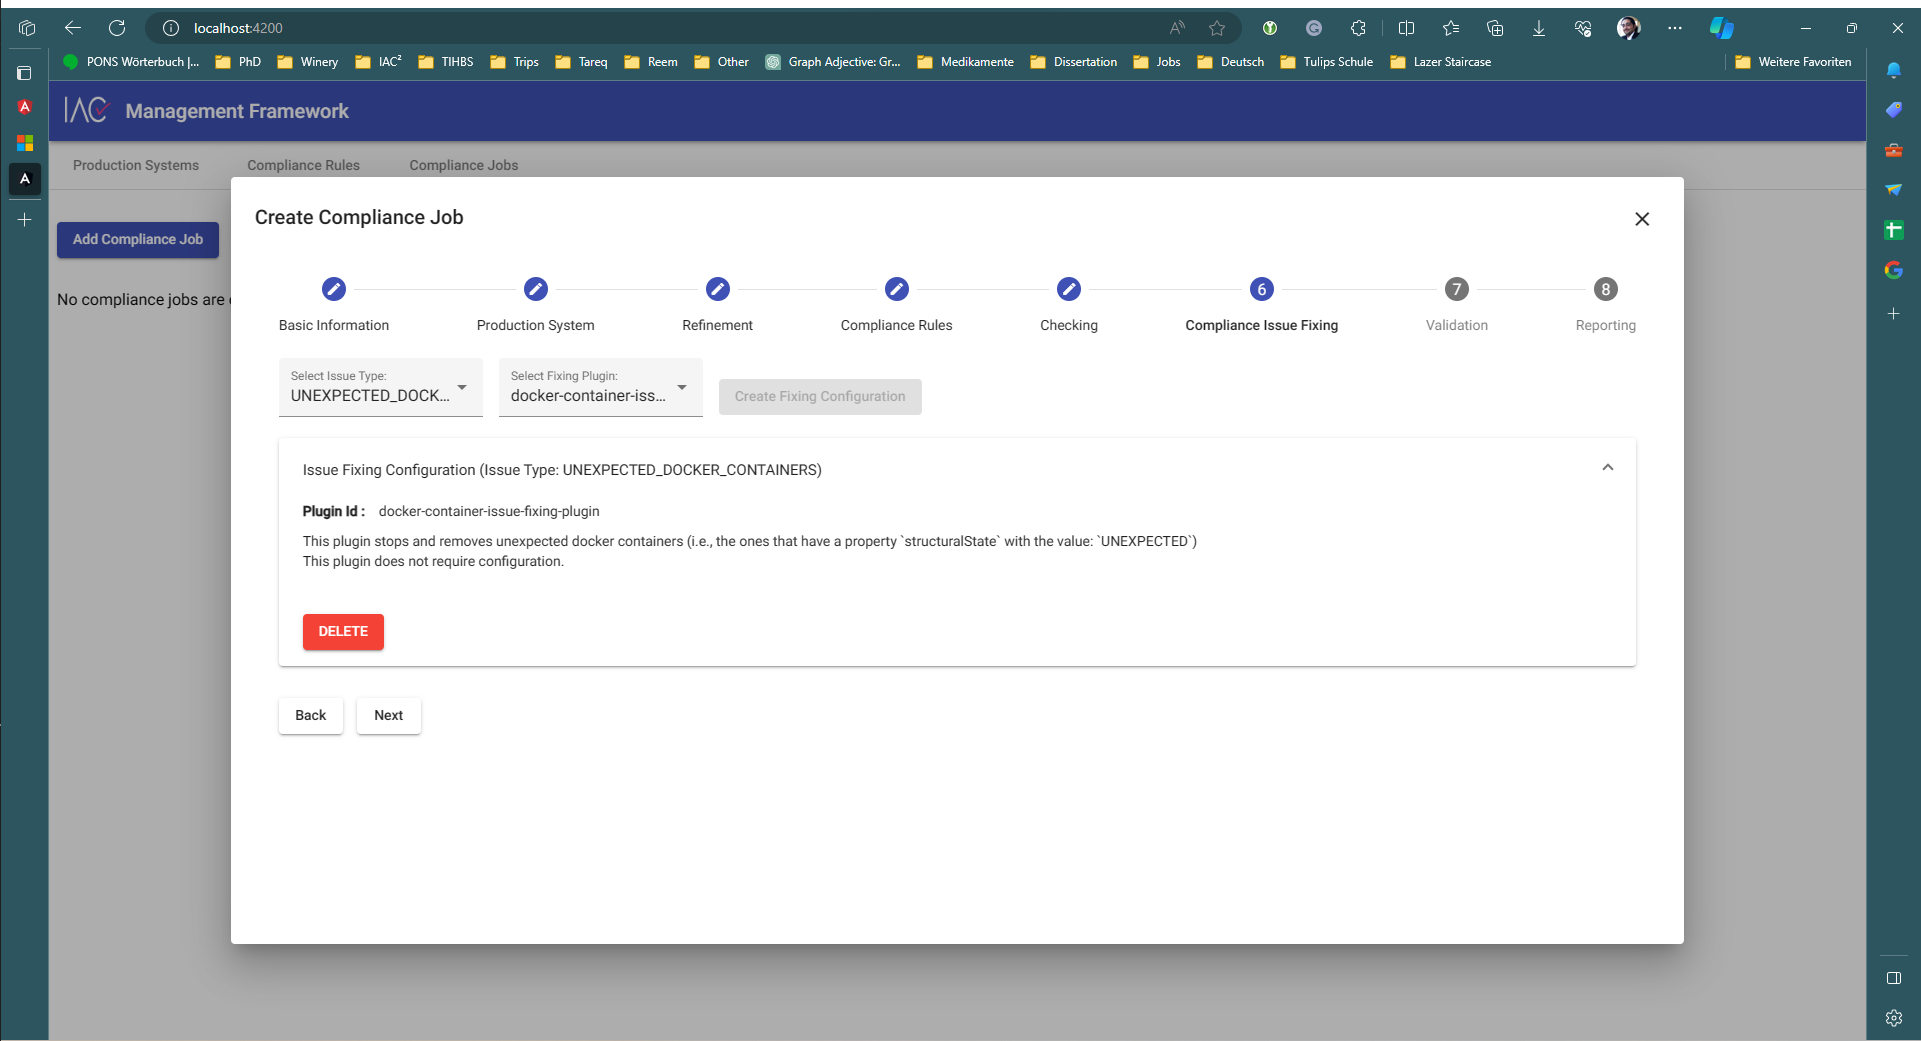 localhost:4200
PONS Wörterbuch |...
PhD
Winery
IAC²
TIHBS
Trips
Tareq
Reem
Other
Graph Adjective: Gr...
Medikamente
Dissertation
Jobs
Deutsch
Tulips Schule
Lazer Staircase
Weitere Favoriten
IAC Management Framework
Production Systems
Compliance Rules
Compliance Jobs
Add Compliance Job
No compliance jobs are
Create Compliance Job
6
7
8
Basic Information
Production System
Refinement
Compliance Rules
Checking
Compliance Issue Fixing
Validation
Reporting
Select Issue Type:
UNEXPECTED_DOCK...
Select Fixing Plugin:
docker-container-iss...
Create Fixing Configuration
Issue Fixing Configuration (Issue Type: UNEXPECTED_DOCKER_CONTAINERS)
Plugin Id : docker-container-issue-fixing-plugin
This plugin stops and removes unexpected docker containers (i.e., the ones that have a property `structuralState` with the value: `UNEXPECTED`)
This plugin does not require configuration.
DELETE
Back
Next